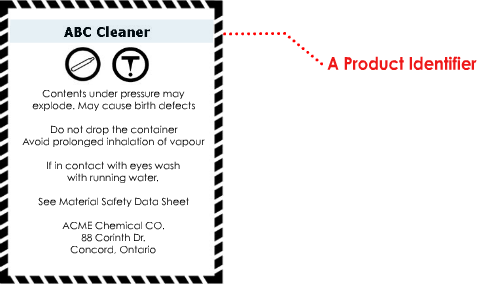 ABC Cleaner
A Product Identifier
Contents under pressure may
explode. May cause birth defects
Do not drop the container
Avoid prolonged inhalation of vapour
If in contact with eyes wash
with running water.
See Material Safety Data Sheet
ACME Chemical CO.
88 Corinth Dr.
Concord, Ontario